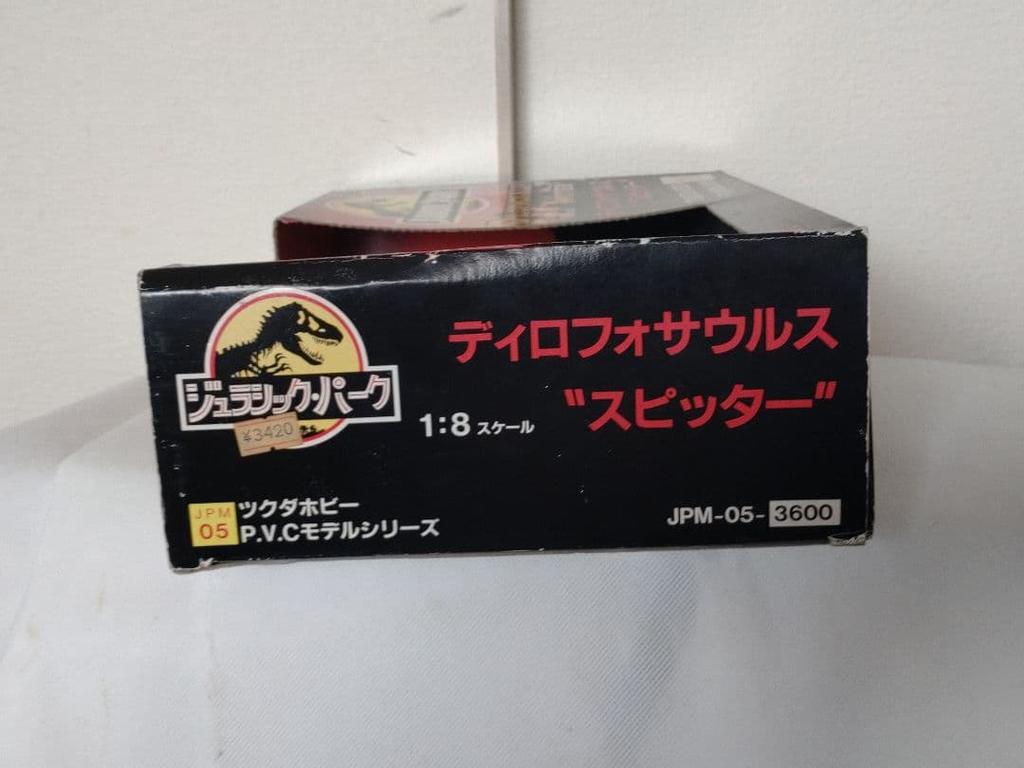 ジュラシック・パーク
¥3420
ディロフォサウルス
"スピッター"
1:8 スケール
JPM
05
ツクダホビー
P.V.Cモデルシリーズ
JPM-05-3600